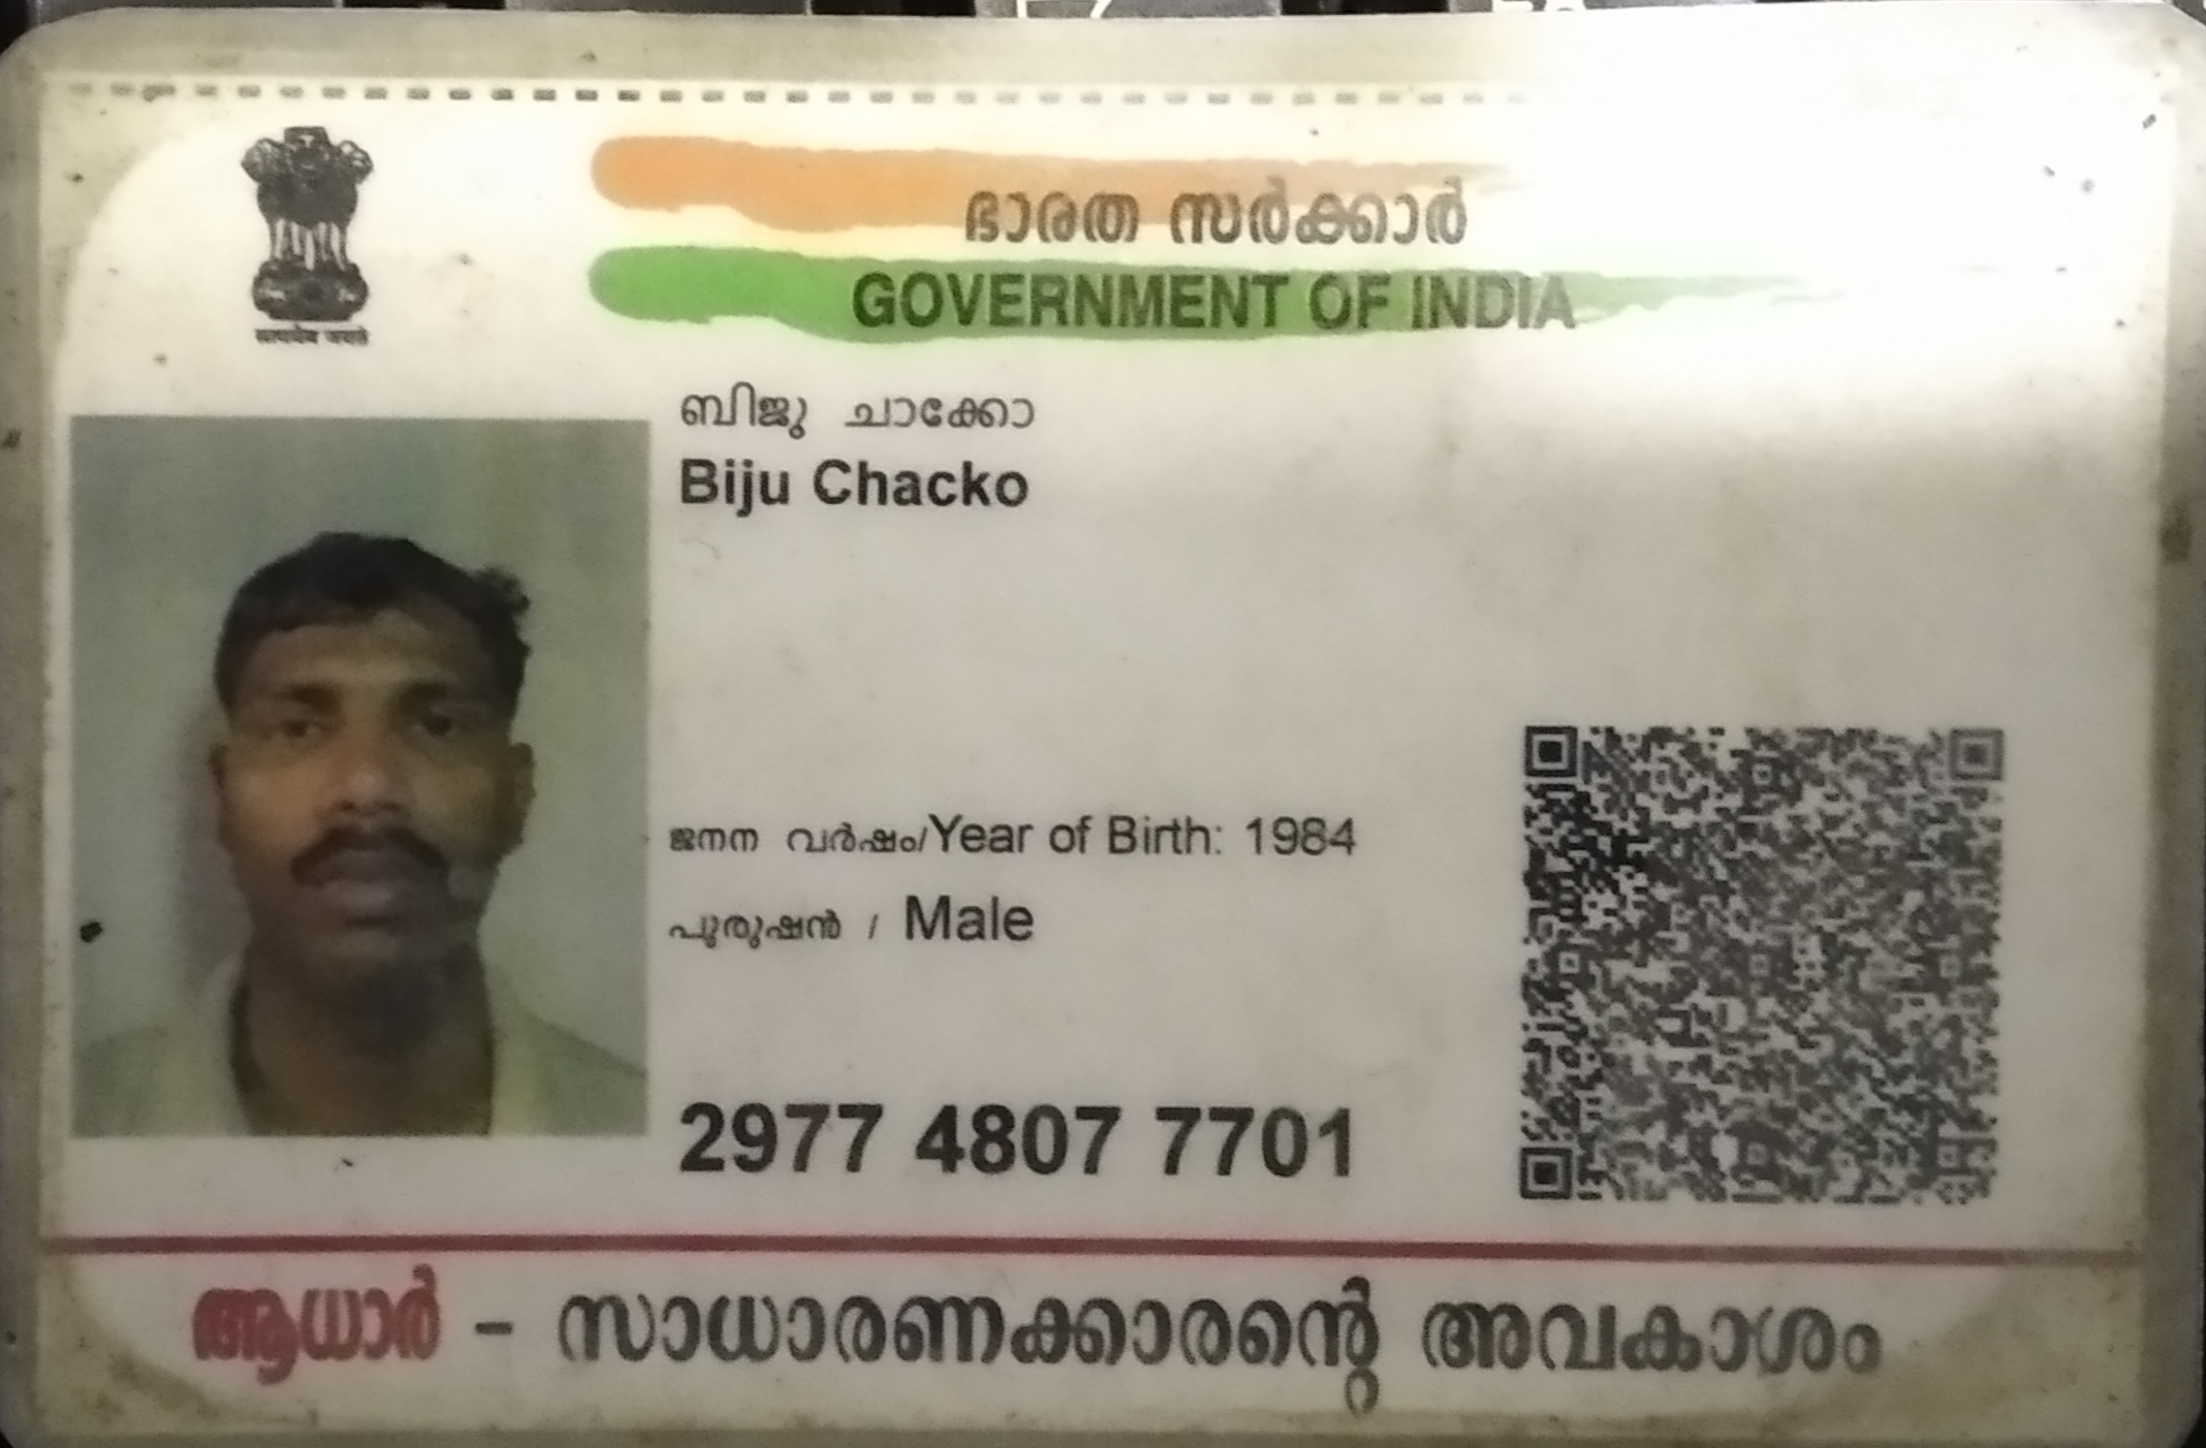 सत्यमेव जयते
ഭാരത സർക്കാർ
GOVERNMENT OF INDIA
ബിജു ചാക്കോ
Biju Chacko
ജനന വർഷം/Year of Birth: 1984
പുരുഷൻ / Male
2977 4807 7701
ആധാർ – സാധാരണക്കാരന്റെ അവകാശം